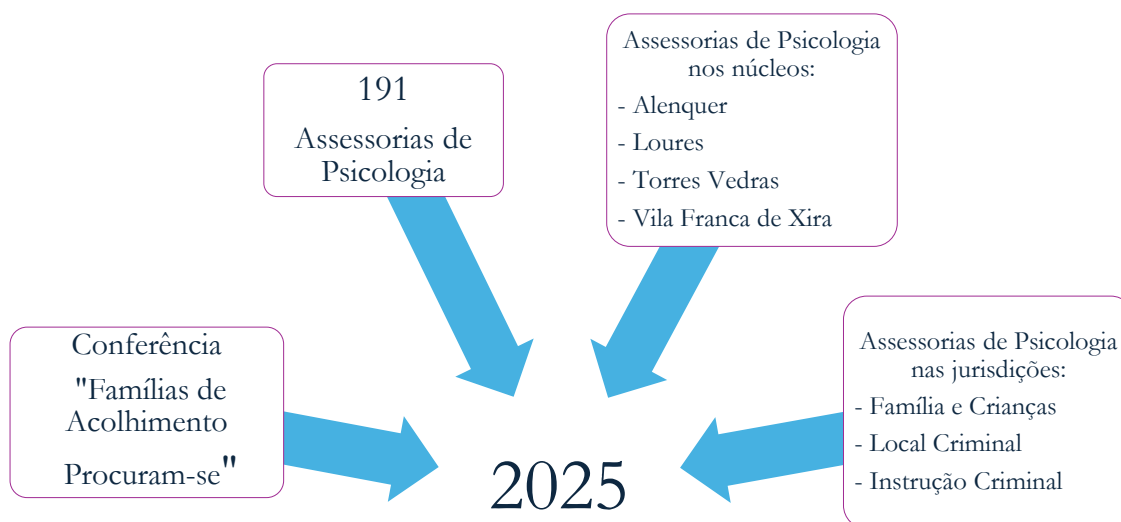 191
Assessorias de
Psicologia
Assessorias de Psicologia
nos núcleos:
- Alenquer
- Loures
- Torres Vedras
- Vila Franca de Xira
Conferência
"Famílias de
Acolhimento
Procuram-se"
Assessorias de Psicologia
nas jurisdições:
- Família e Crianças
- Local Criminal
- Instrução Criminal
2025